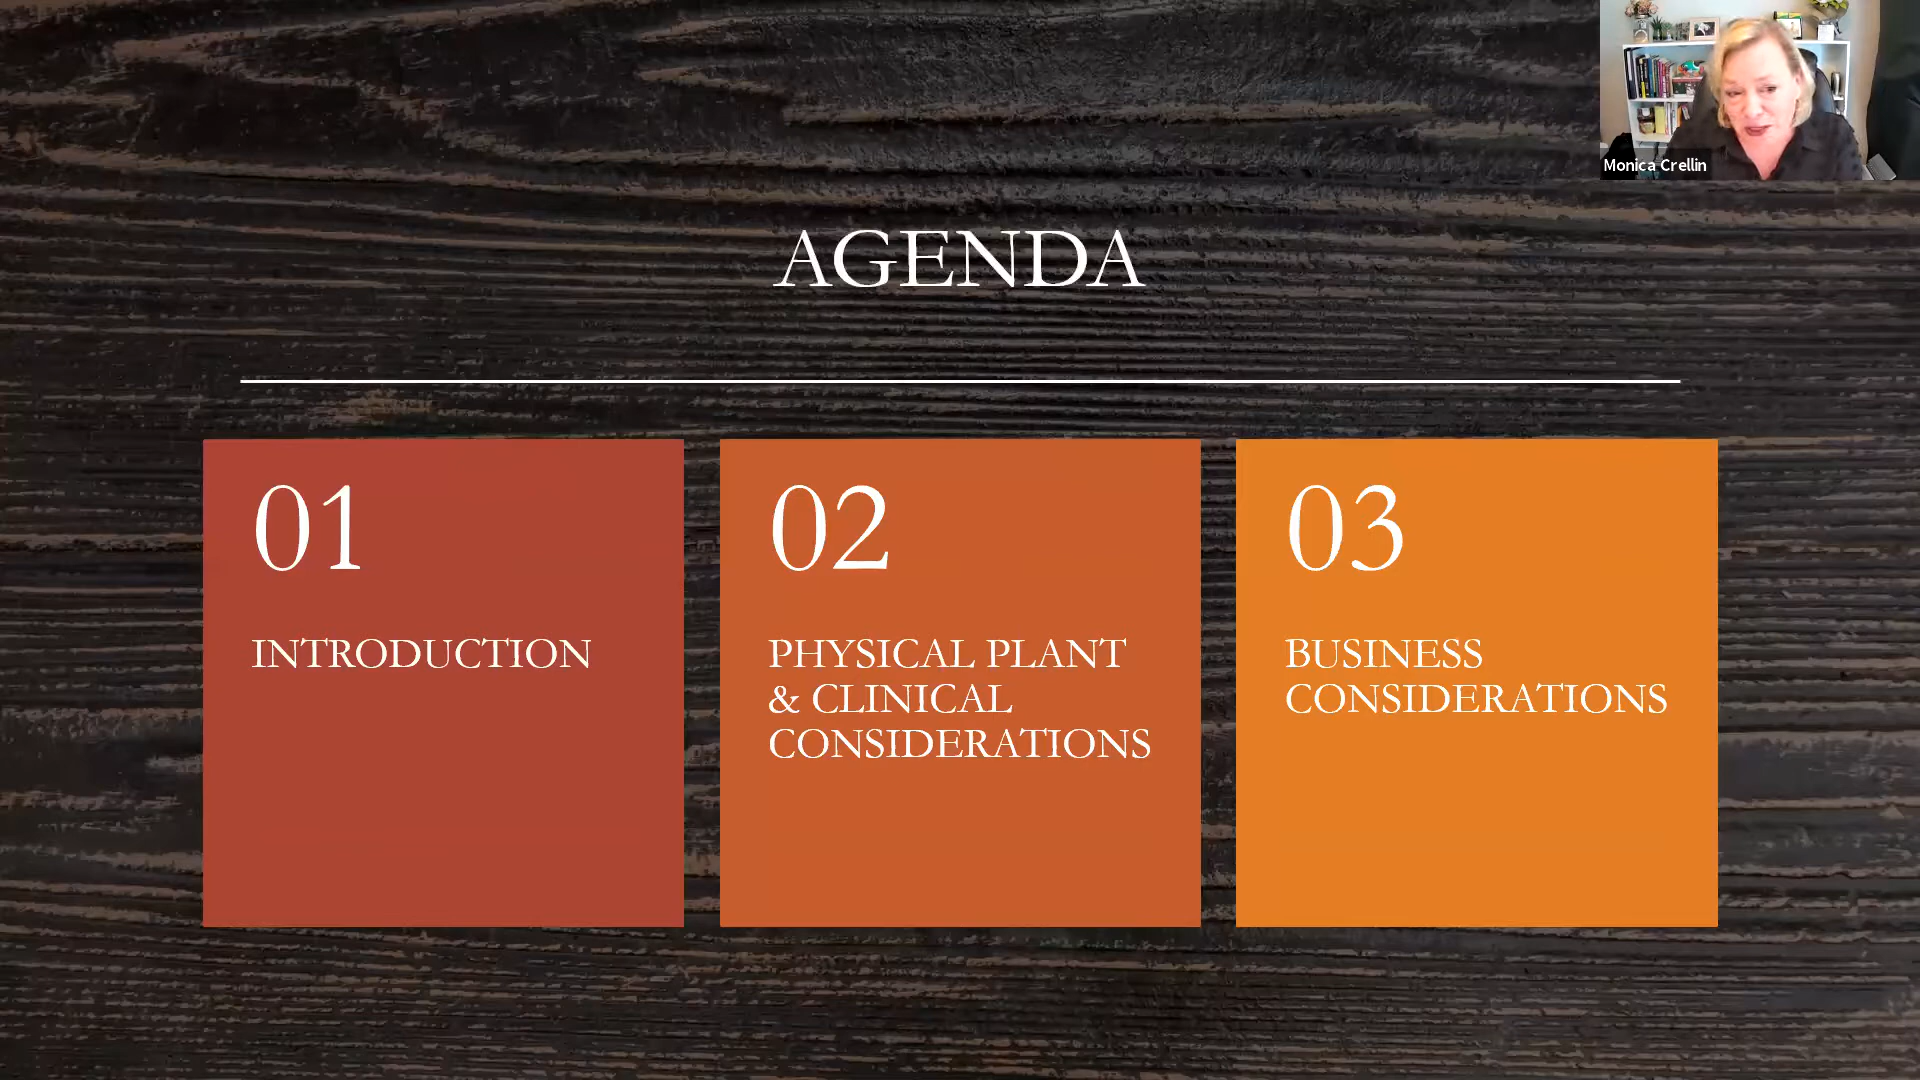 Monica Crellin
AGENDA
01
INTRODUCTION
02
PHYSICAL PLANT
& CLINICAL
CONSIDERATIONS
03
BUSINESS
CONSIDERATIONS